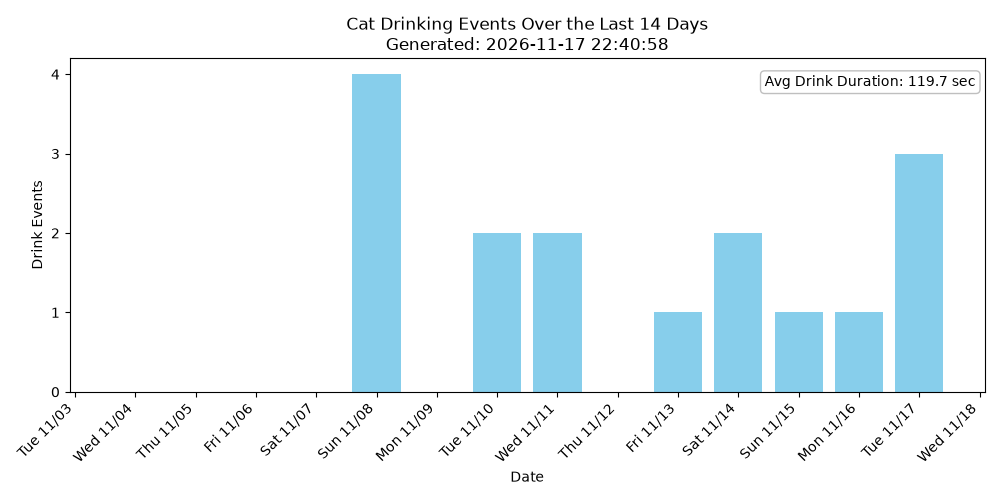 Cat Drinking Events Over the Last 14 Days
Generated: 2026-11-17 22:40:58
Avg Drink Duration: 119.7 sec
Drink Events
4
3
2
1
0
Tue 11/03
Wed 11/04
Thu 11/05
Fri 11/06
Sat 11/07
Sun 11/08
Mon 11/09
Tue 11/10
Wed 11/11
Thu 11/12
Fri 11/13
Sat 11/14
Sun 11/15
Mon 11/16
Tue 11/17
Wed 11/18
Date